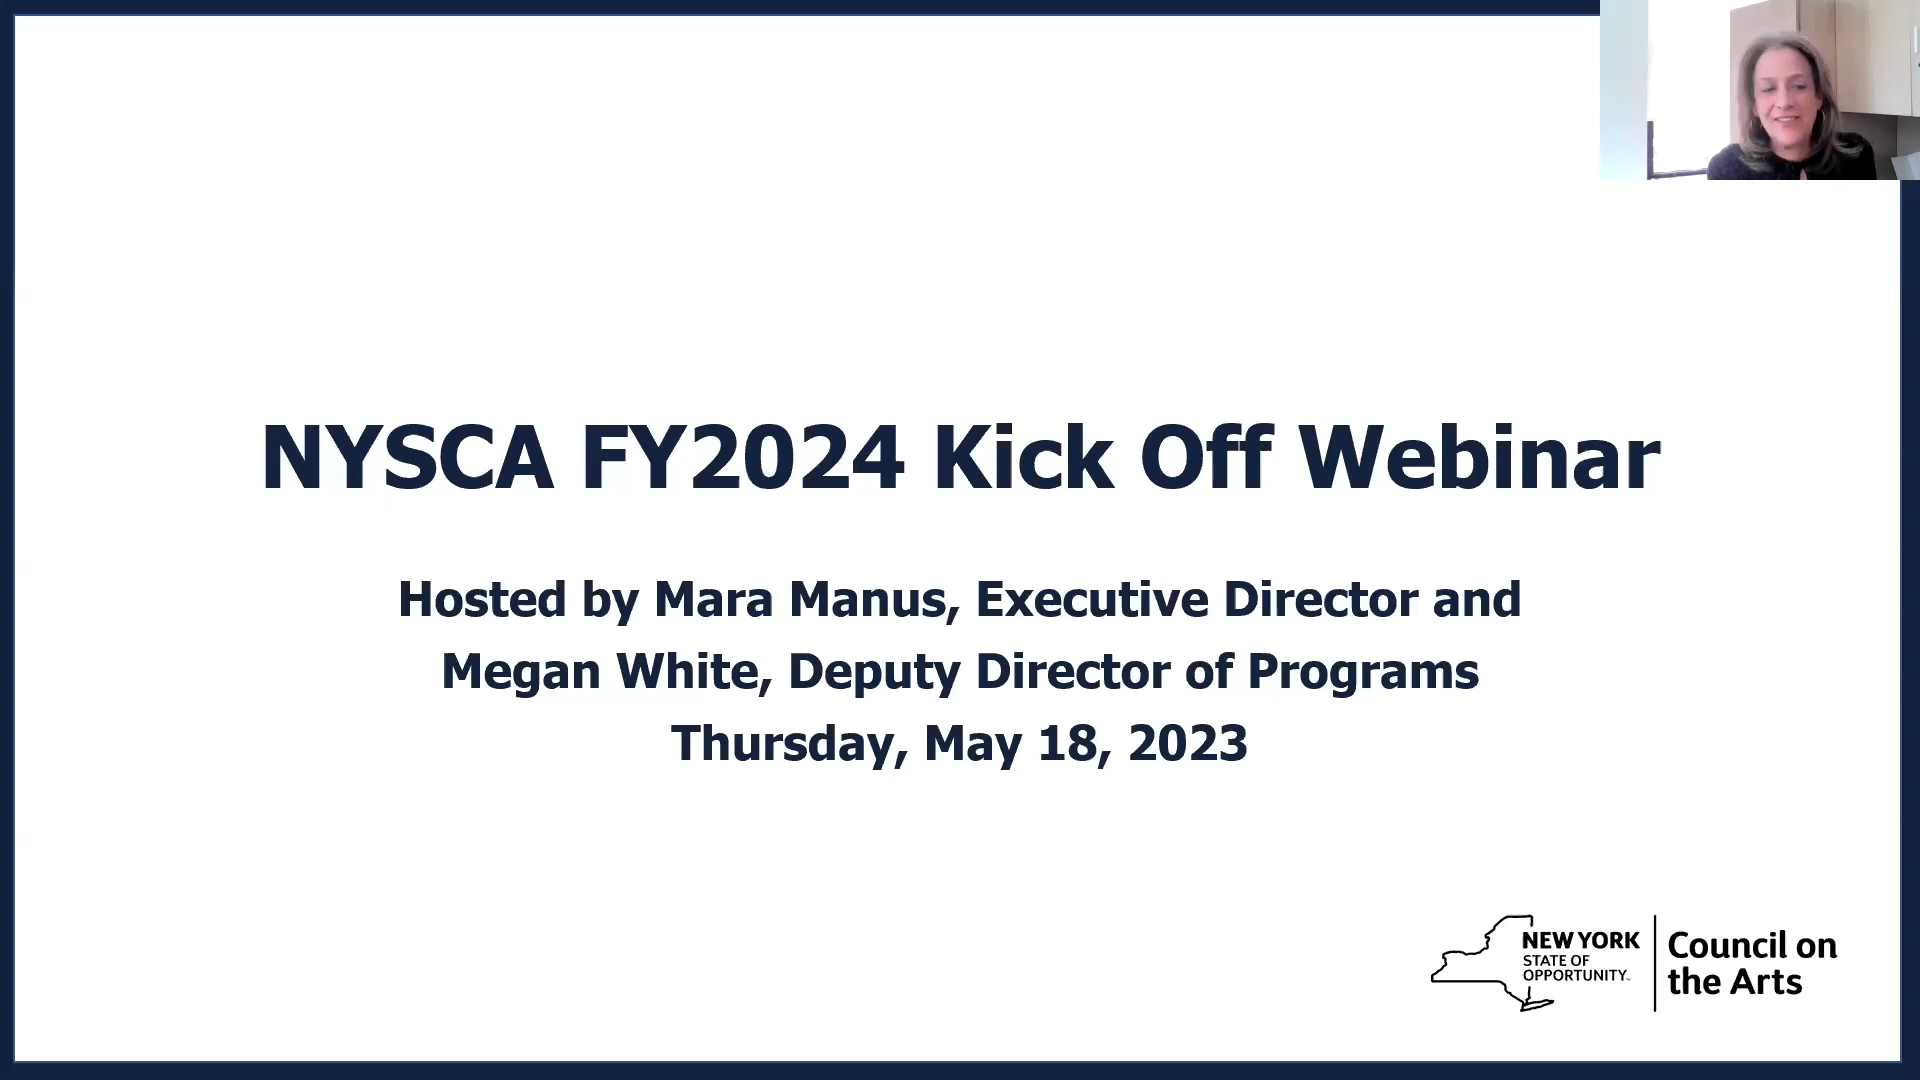 NYSCA FY2024 Kick Off Webinar
Hosted by Mara Manus, Executive Director and
Megan White, Deputy Director of Programs
Thursday, May 18, 2023
NEW YORK
STATE OF
OPPORTUNITY™
Council on
the Arts